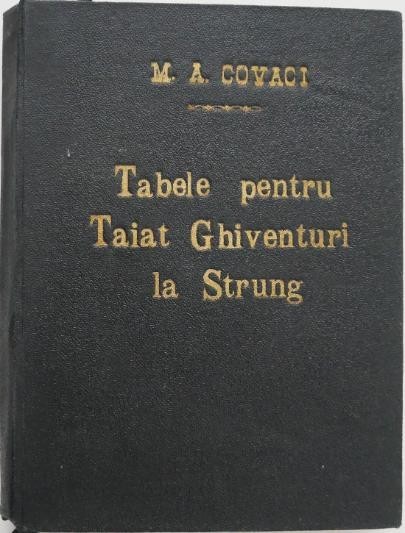 M. A. COVACI
Tabele pentru
Taiat Ghiventuri
la Strung